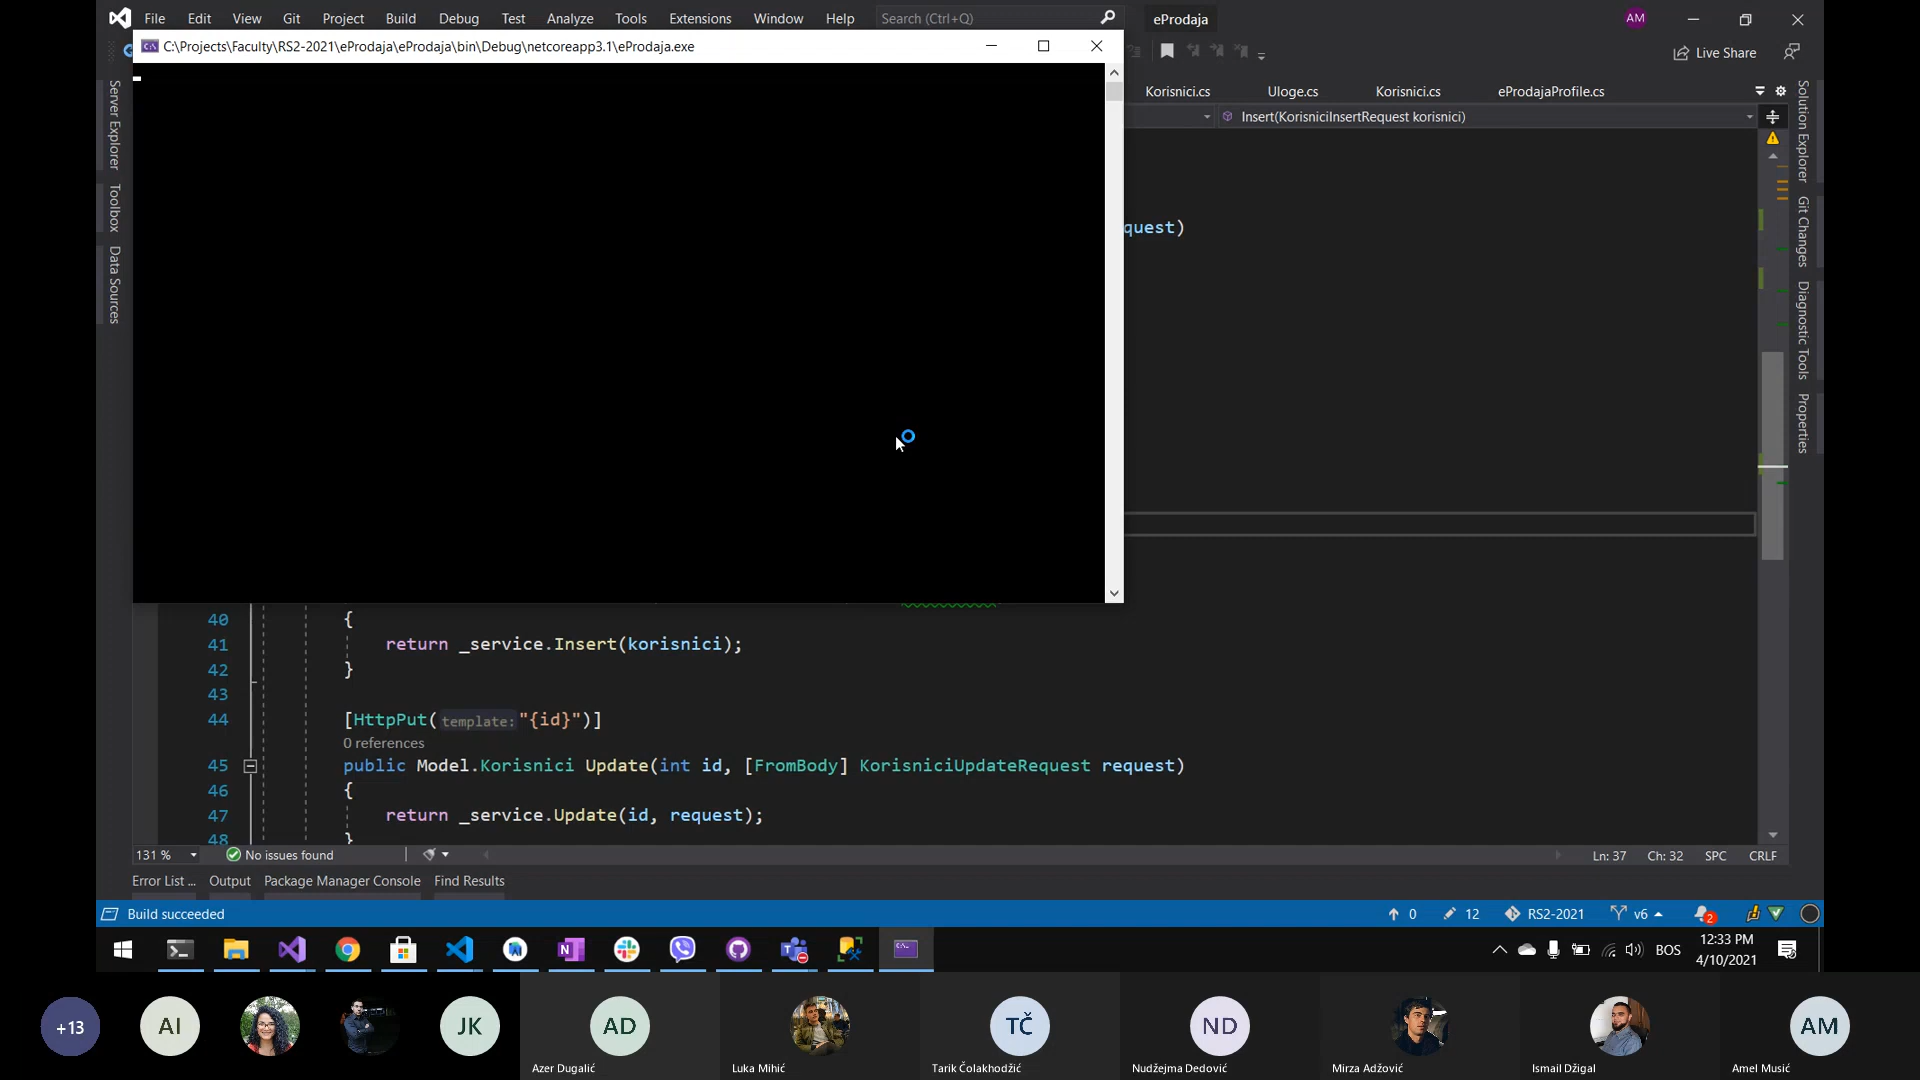 File Edit View Git Project Build Debug Test Analyze Tools Extensions Window Help Search (Ctrl+Q) eProdaja AM
C:\Projects\Faculty\RS2-2021\eProdaja\eProdaja\bin\Debug\netcoreapp3.1\eProdaja.exe
Live Share
Korisnici.cs Uloge.cs Korisnici.cs eProdajaProfile.cs
Insert(KorisniciInsertRequest korisnici)
Server Explorer
Toolbox
Data Sources
Solution Explorer
Git Changes
Diagnostic Tools
Properties
quest)
40 {
41 return _service.Insert(korisnici);
42 }
43
44 [HttpPut(template: "{id}")]
0 references
45 public Model.Korisnici Update(int id, [FromBody] KorisniciUpdateRequest request)
46 {
47 return _service.Update(id, request);
48 }
131 % No issues found Ln: 37 Ch: 32 SPC CRLF
Error List ... Output Package Manager Console Find Results
Build succeeded 0 12 RS2-2021 v6 2
BOS 12:33 PM
4/10/2021
+13 AI JK AD TČ ND AM
Azer Dugalić Luka Mihić Tarik Čolakhodžić Nudžejma Dedović Mirza Adžović Ismail Džigal Amel Musić